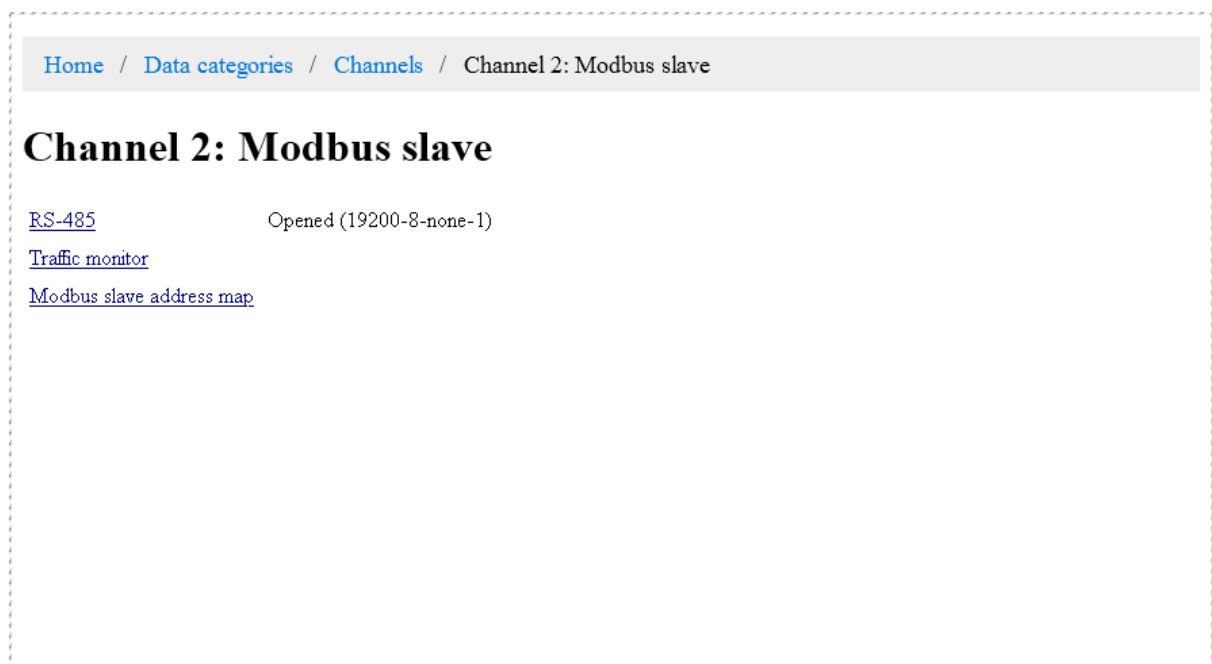 Home / Data categories / Channels / Channel 2: Modbus slave
Channel 2: Modbus slave
RS-485 Opened (19200-8-none-1)
Traffic monitor
Modbus slave address map